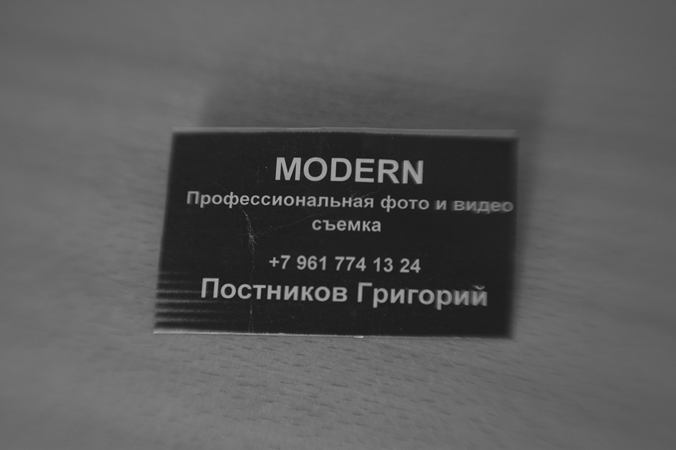 MODERN
Профессиональная фото и видео
съемка
+7 961 774 13 24
Постников Григорий